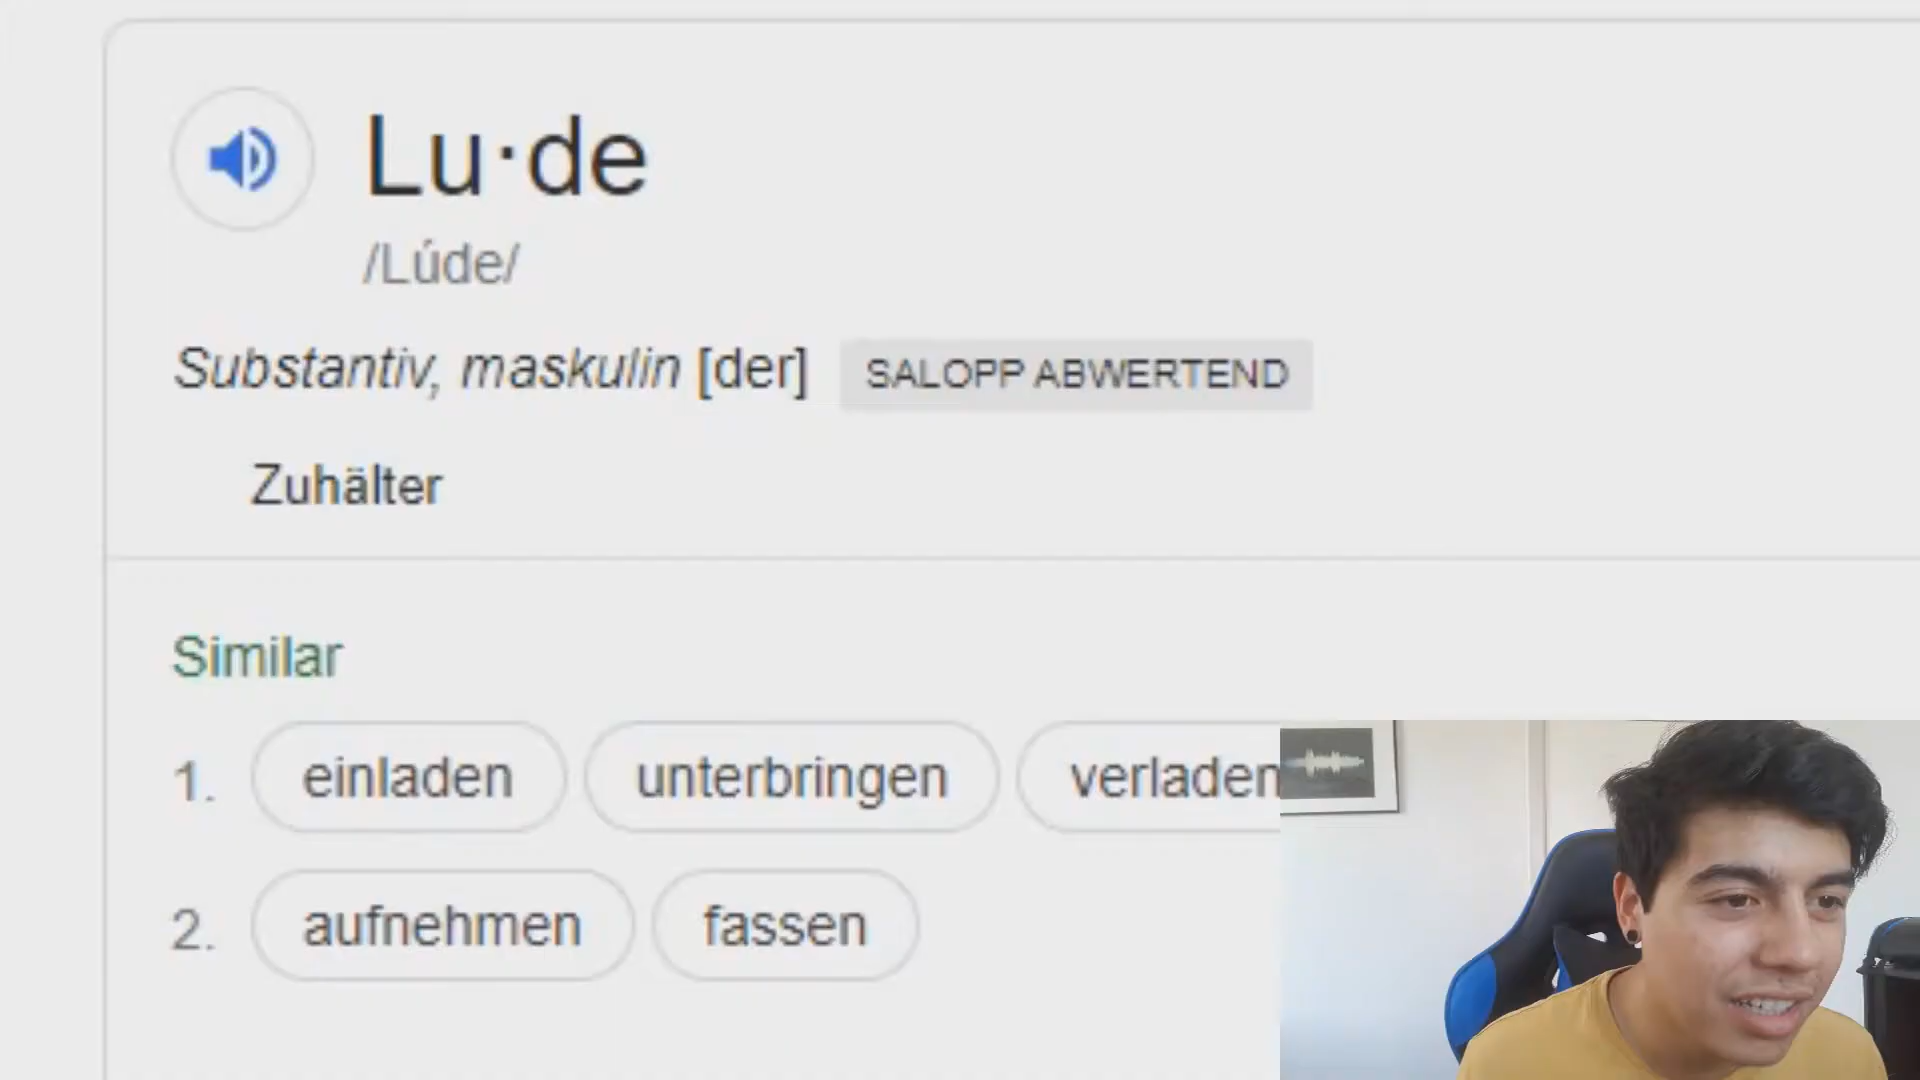 Lu·de
/Lúde/
Substantiv, maskulin [der] SALOPP ABWERTEND
Zuhälter
Similar
1. einladen unterbringen verladen
2. aufnehmen fassen